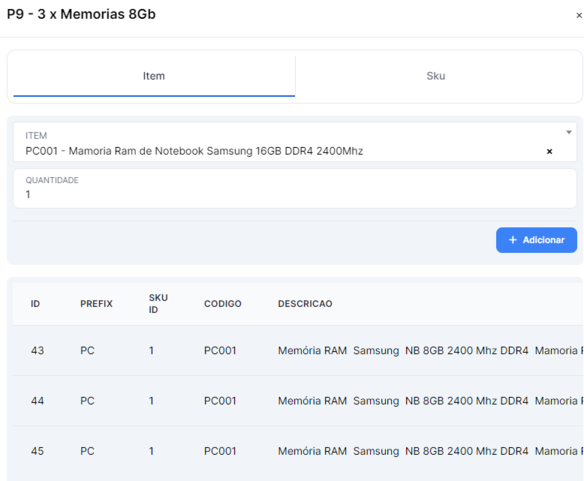 P9 - 3 x Memorias 8Gb ×
Item Sku
ITEM
PC001 - Mamoria Ram de Notebook Samsung 16GB DDR4 2400Mhz ×
QUANTIDADE
1
+ Adicionar
ID PREFIX SKU ID CODIGO DESCRICAO
43 PC 1 PC001 Memória RAM Samsung NB 8GB 2400 Mhz DDR4 Mamoria
44 PC 1 PC001 Memória RAM Samsung NB 8GB 2400 Mhz DDR4 Mamoria
45 PC 1 PC001 Memória RAM Samsung NB 8GB 2400 Mhz DDR4 Mamoria